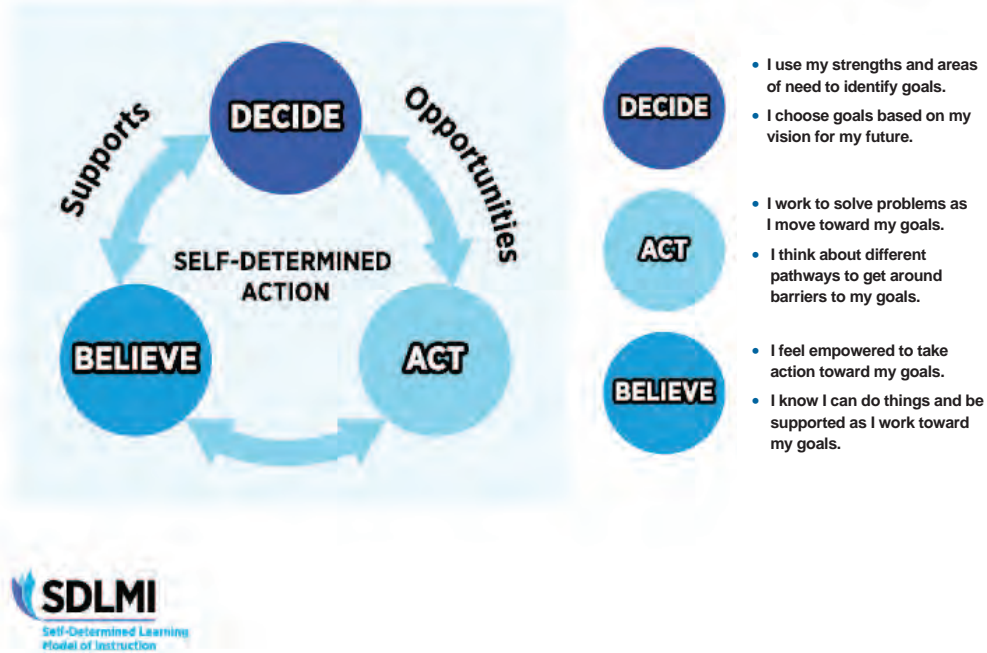 Supports
Opportunities
DECIDE
SELF-DETERMINED
ACTION
BELIEVE
ACT
DECIDE
• I use my strengths and areas
of need to identify goals.
• I choose goals based on my
vision for my future.
ACT
• I work to solve problems as
I move toward my goals.
• I think about different
pathways to get around
barriers to my goals.
BELIEVE
• I feel empowered to take
action toward my goals.
• I know I can do things and be
supported as I work toward
my goals.
SDLMI
Self-Determined Learning
Model of Instruction